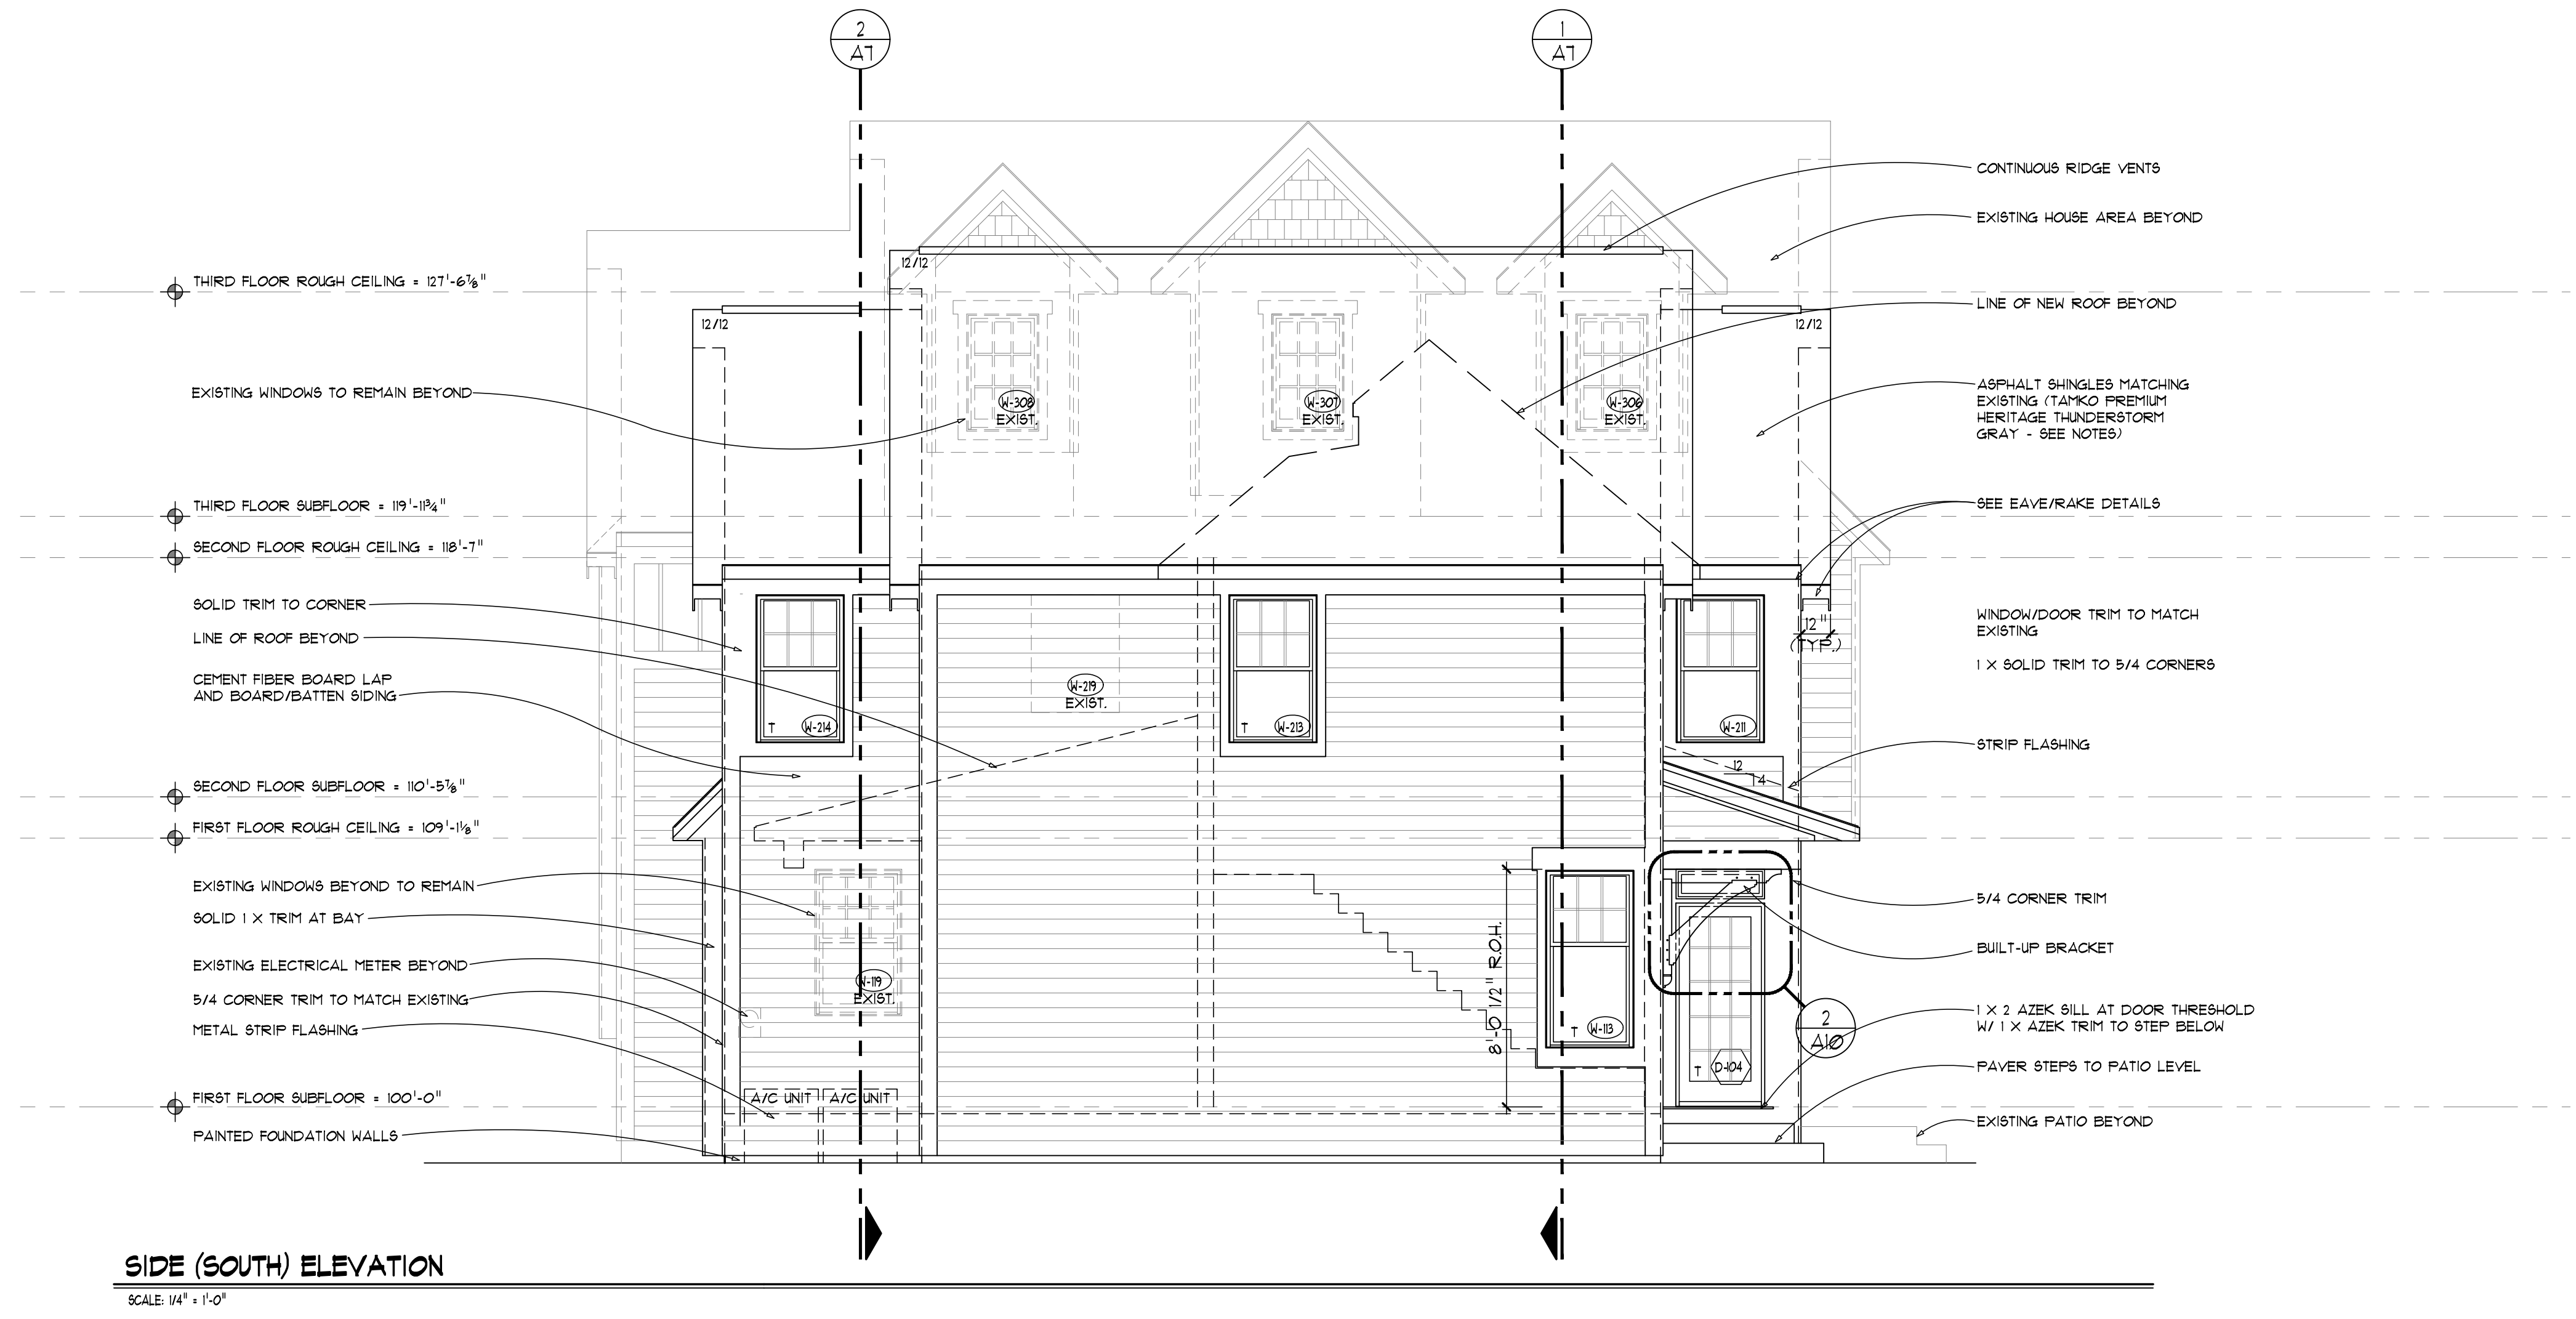 2
A7
1
A7
CONTINUOUS RIDGE VENTS
EXISTING HOUSE AREA BEYOND
12/12
THIRD FLOOR ROUGH CEILING = 127'-6⅞"
LINE OF NEW ROOF BEYOND
12/12
12/12
EXISTING WINDOWS TO REMAIN BEYOND
W-308
EXIST.
W-307
EXIST.
W-306
EXIST.
ASPHALT SHINGLES MATCHING
EXISTING (TAMKO PREMIUM
HERITAGE THUNDERSTORM
GRAY - SEE NOTES)
THIRD FLOOR SUBFLOOR = 119'-11¾"
SEE EAVE/RAKE DETAILS
SECOND FLOOR ROUGH CEILING = 118'-7"
SOLID TRIM TO CORNER
WINDOW/DOOR TRIM TO MATCH
EXISTING
12"
(TYP.)
LINE OF ROOF BEYOND
1 X SOLID TRIM TO 5/4 CORNERS
CEMENT FIBER BOARD LAP
AND BOARD/BATTEN SIDING
W-219
EXIST.
T
W-214
T
W-213
W-211
STRIP FLASHING
12
4
SECOND FLOOR SUBFLOOR = 110'-5⅞"
FIRST FLOOR ROUGH CEILING = 109'-1⅛"
EXISTING WINDOWS BEYOND TO REMAIN
5/4 CORNER TRIM
SOLID 1 X TRIM AT BAY
BUILT-UP BRACKET
EXISTING ELECTRICAL METER BEYOND
W-119
EXIST.
8'-0 1/2" R.O.H.
5/4 CORNER TRIM TO MATCH EXISTING
1 X 2 AZEK SILL AT DOOR THRESHOLD
W/ 1 X AZEK TRIM TO STEP BELOW
METAL STRIP FLASHING
T
W-113
2
A10
T
D-104
PAVER STEPS TO PATIO LEVEL
FIRST FLOOR SUBFLOOR = 100'-0"
A/C UNIT
A/C UNIT
EXISTING PATIO BEYOND
PAINTED FOUNDATION WALLS
SIDE (SOUTH) ELEVATION
SCALE: 1/4" = 1'-0"